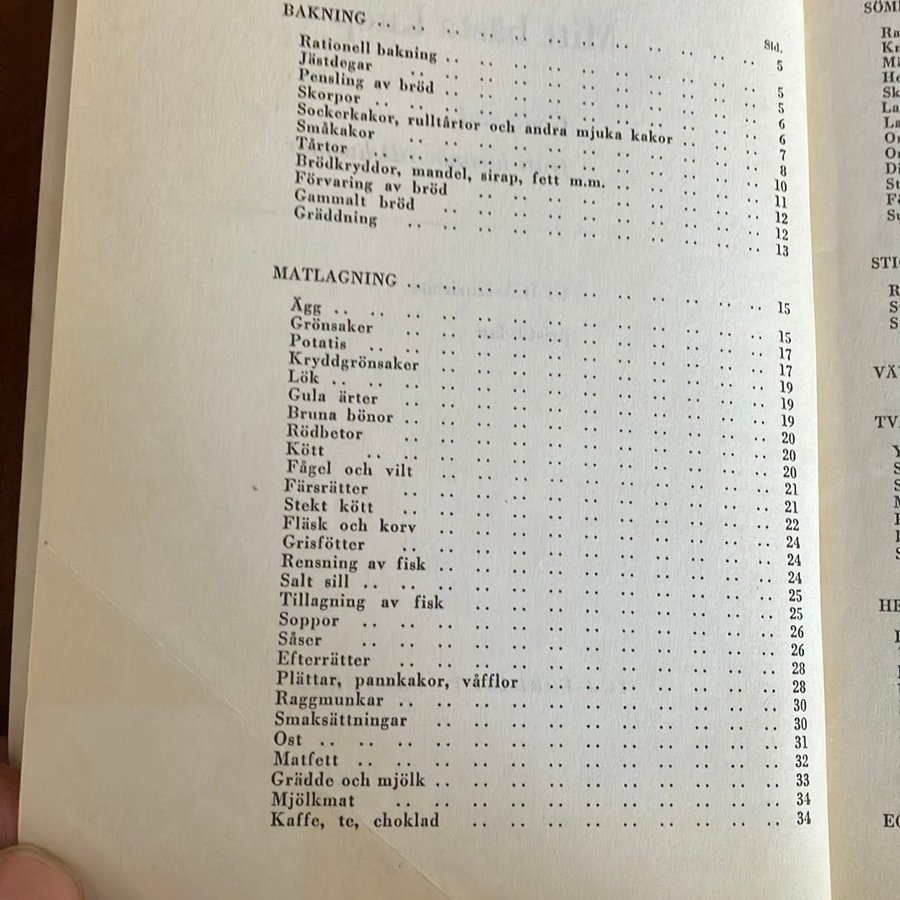 Sid.
BAKNING .. .. .. .. .. .. .. .. .. .. .. 5
Rationell bakning .. .. .. .. .. .. .. .. .. 5
Jästdegar .. .. .. .. .. .. .. .. .. .. 5
Pensling av bröd .. .. .. .. .. .. .. .. .. 6
Skorpor .. .. .. .. .. .. .. .. .. .. .. 6
Sockerkakor, rulltårtor och andra mjuka kakor .. .. .. 7
Småkakor .. .. .. .. .. .. .. .. .. .. 8
Tårtor .. .. .. .. .. .. .. .. .. .. .. 10
Brödkryddor, mandel, sirap, fett m.m. .. .. .. .. .. 11
Förvaring av bröd .. .. .. .. .. .. .. .. 12
Gammalt bröd .. .. .. .. .. .. .. .. .. 12
Gräddning .. .. .. .. .. .. .. .. .. .. 13
MATLAGNING .. .. .. .. .. .. .. .. .. .. 15
Ägg .. .. .. .. .. .. .. .. .. .. .. .. 15
Grönsaker .. .. .. .. .. .. .. .. .. .. 17
Potatis .. .. .. .. .. .. .. .. .. .. .. 17
Kryddgrönsaker .. .. .. .. .. .. .. .. .. 19
Lök .. .. .. .. .. .. .. .. .. .. .. .. 19
Gula ärter .. .. .. .. .. .. .. .. .. .. 19
Bruna bönor .. .. .. .. .. .. .. .. .. .. 20
Rödbetor .. .. .. .. .. .. .. .. .. .. 20
Kött .. .. .. .. .. .. .. .. .. .. .. 20
Fågel och vilt .. .. .. .. .. .. .. .. .. 21
Färsrätter .. .. .. .. .. .. .. .. .. .. 21
Stekt kött .. .. .. .. .. .. .. .. .. .. 22
Fläsk och korv .. .. .. .. .. .. .. .. .. 24
Grisfötter .. .. .. .. .. .. .. .. .. .. 24
Rensning av fisk .. .. .. .. .. .. .. .. .. 24
Salt sill .. .. .. .. .. .. .. .. .. .. .. 25
Tillagning av fisk .. .. .. .. .. .. .. .. 25
Soppor .. .. .. .. .. .. .. .. .. .. .. 26
Såser .. .. .. .. .. .. .. .. .. .. .. 26
Efterrätter .. .. .. .. .. .. .. .. .. .. 28
Plättar, pannkakor, våfflor .. .. .. .. .. .. 28
Raggmunkar .. .. .. .. .. .. .. .. .. .. 30
Smaksättningar .. .. .. .. .. .. .. .. .. 30
Ost .. .. .. .. .. .. .. .. .. .. .. .. 31
Matfett .. .. .. .. .. .. .. .. .. .. .. 32
Grädde och mjölk .. .. .. .. .. .. .. .. .. 33
Mjölkmat .. .. .. .. .. .. .. .. .. .. 34
Kaffe, te, choklad .. .. .. .. .. .. .. .. 34